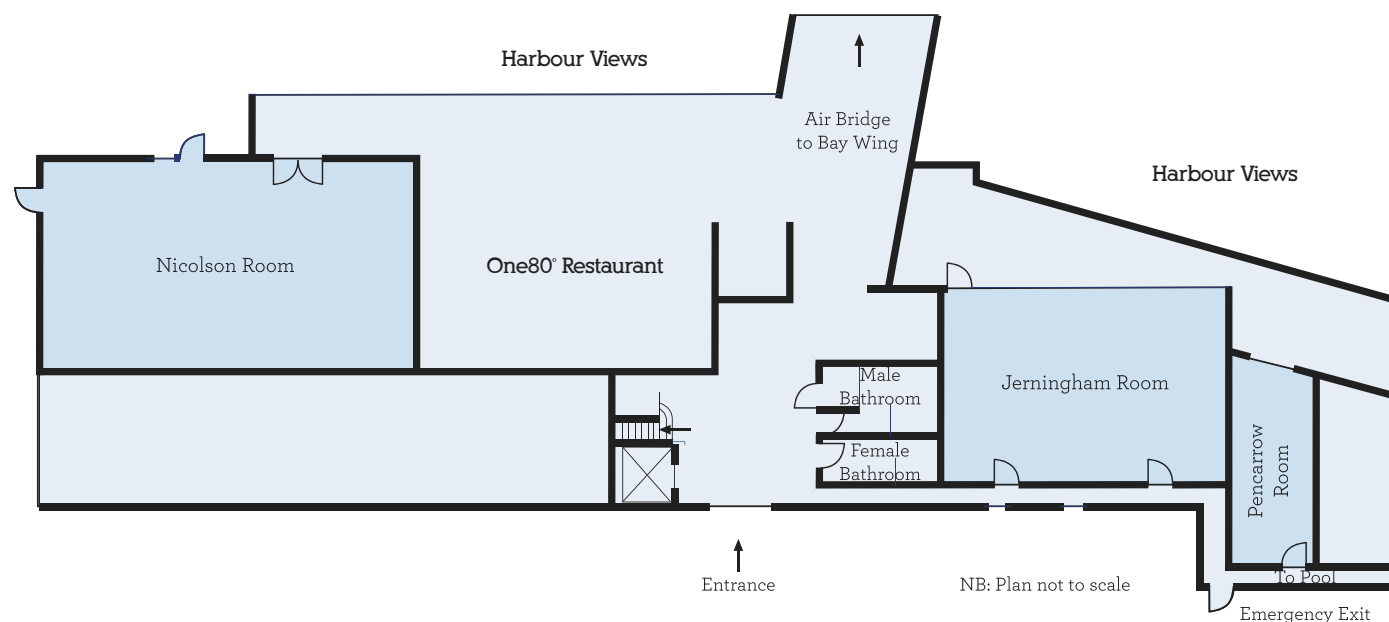 Harbour Views
Air Bridge
to Bay Wing
Harbour Views
Nicolson Room
One80° Restaurant
Male
Bathroom
Jerningham Room
Female
Bathroom
Pencarrow
Room
Entrance
NB: Plan not to scale
To Pool
Emergency Exit